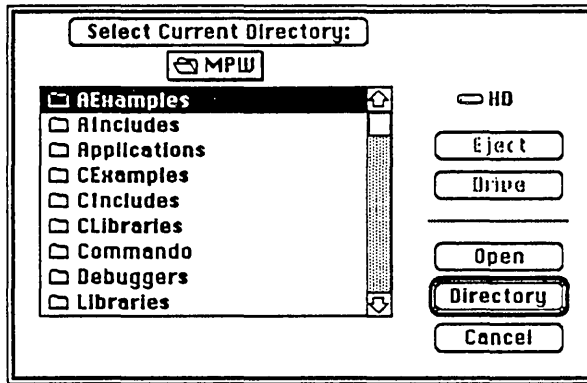 Select Current Directory:
MPW
AExamples
AIncludes
Applications
CExamples
CIncludes
CLibraries
Commando
Debuggers
Libraries
HD
Eject
Drive
Open
Directory
Cancel